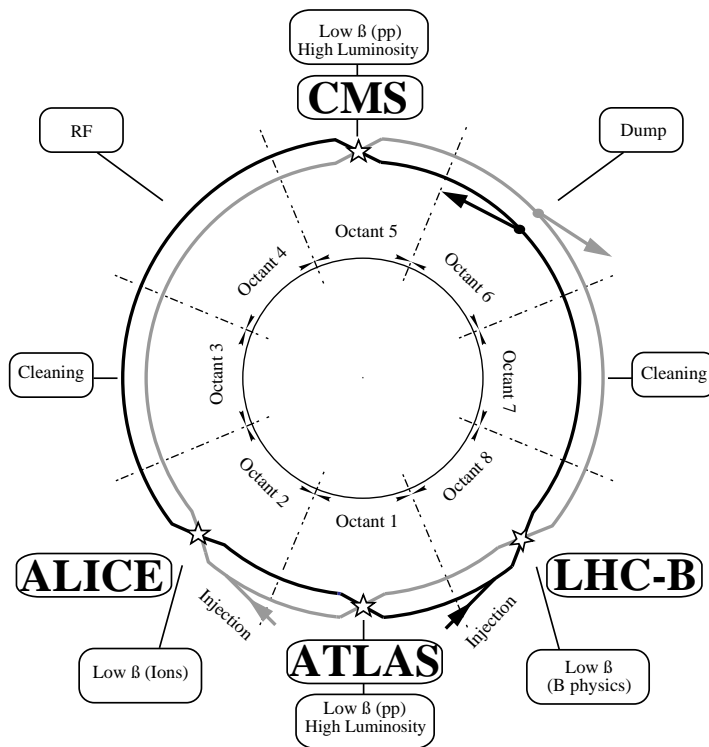 Low ß (pp)
High Luminosity
CMS
RF
Dump
Octant 5
Octant 4
Octant 6
Cleaning
Octant 3
Octant 7
Cleaning
Octant 2
Octant 8
Octant 1
ALICE
LHC-B
Injection
Injection
ATLAS
Low ß (Ions)
Low ß
(B physics)
Low ß (pp)
High Luminosity